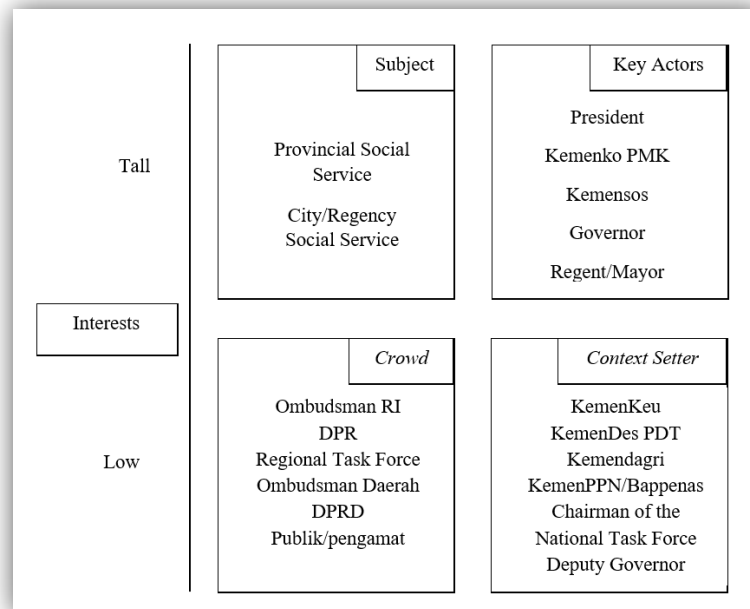 Subject
Key Actors
Tall
Provincial Social
Service
City/Regency
Social Service
President
Kemenko PMK
Kemensos
Governor
Regent/Mayor
Interests
Crowd
Context Setter
Low
Ombudsman RI
DPR
Regional Task Force
Ombudsman Daerah
DPRD
Publik/pengamat
KemenKeu
KemenDes PDT
Kemendagri
KemenPPN/Bappenas
Chairman of the
National Task Force
Deputy Governor